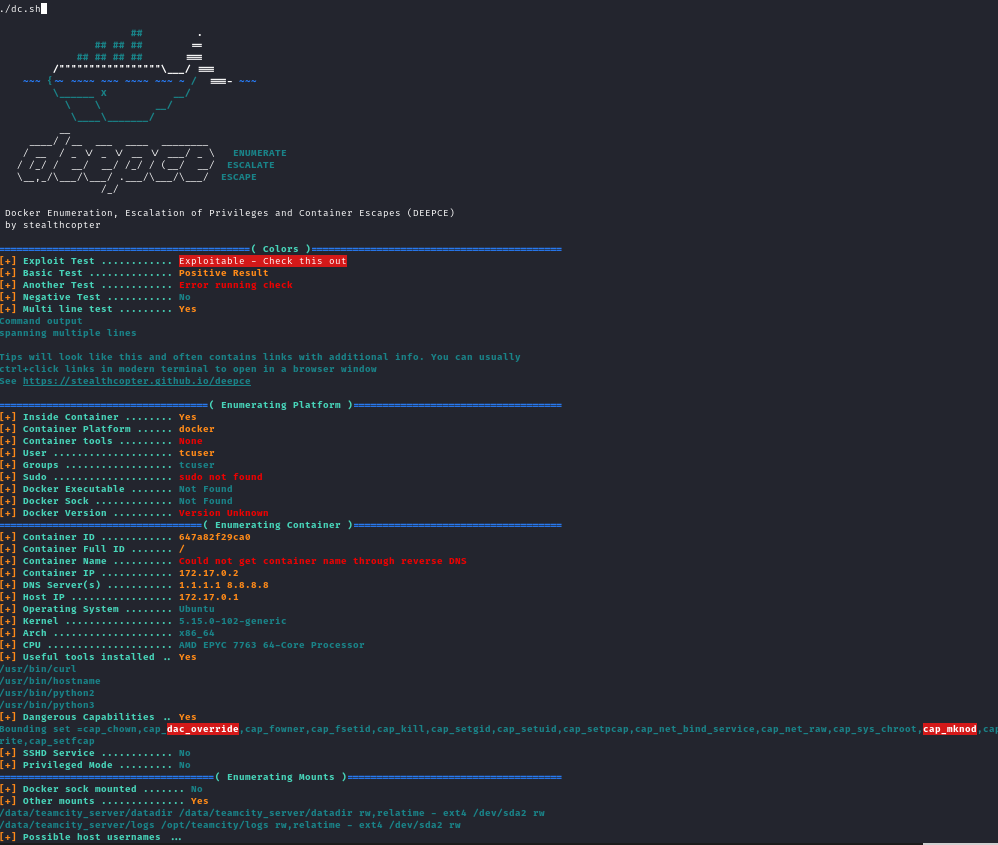 ./dc.sh
                      ##         .
                ## ## ##        ==
             ## ## ## ##       ===
         /"""""""""""""""""\___/ ===
    ~~~ {~~ ~~~~ ~~~ ~~~~ ~~~ ~ /  ===- ~~~
         \______ X           __/
           \    \         __/
            \____\_______/
          __
     ____/ /__  ___  ____  ________
    / __  / _ \/ _ \/ __ \/ ___/ _ \   ENUMERATE
   / /_/ /  __/  __/ /_/ / (__/  __/  ESCALATE
   \__,_/\___/\___/ .___/\___/\___/  ESCAPE
                 /_/
Docker Enumeration, Escalation of Privileges and Container Escapes (DEEPCE)
by stealthcopter
==========================================( Colors )==========================================
[+] Exploit Test ............ Exploitable - Check this out
[+] Basic Test .............. Positive Result
[+] Another Test ............ Error running check
[+] Negative Test ........... No
[+] Multi line test ......... Yes
Command output
spanning multiple lines
Tips will look like this and often contains links with additional info. You can usually
ctrl+click links in modern terminal to open in a browser window
See https://stealthcopter.github.io/deepce
===================================( Enumerating Platform )===================================
[+] Inside Container ........ Yes
[+] Container Platform ...... docker
[+] Container tools ......... None
[+] User .................... tcuser
[+] Groups .................. tcuser
[+] Sudo .................... sudo not found
[+] Docker Executable ....... Not Found
[+] Docker Sock ............. Not Found
[+] Docker Version .......... Version Unknown
==================================( Enumerating Container )===================================
[+] Container ID ............ 647a82f29ca0
[+] Container Full ID ....... /
[+] Container Name .......... Could not get container name through reverse DNS
[+] Container IP ............ 172.17.0.2
[+] DNS Server(s) ........... 1.1.1.1 8.8.8.8
[+] Host IP ................. 172.17.0.1
[+] Operating System ........ Ubuntu
[+] Kernel .................. 5.15.0-102-generic
[+] Arch .................... x86_64
[+] CPU ..................... AMD EPYC 7763 64-Core Processor
[+] Useful tools installed .. Yes
/usr/bin/curl
/usr/bin/hostname
/usr/bin/python2
/usr/bin/python3
[+] Dangerous Capabilities .. Yes
Bounding set =cap_chown,cap_dac_override,cap_fowner,cap_fsetid,cap_kill,cap_setgid,cap_setuid,cap_setpcap,cap_net_bind_service,cap_net_raw,cap_sys_chroot,cap_mknod,cap
rite,cap_setfcap
[+] SSHD Service ............ No
[+] Privileged Mode ......... No
====================================( Enumerating Mounts )====================================
[+] Docker sock mounted ....... No
[+] Other mounts .............. Yes
/data/teamcity_server/datadir /data/teamcity_server/datadir rw,relatime - ext4 /dev/sda2 rw
/data/teamcity_server/logs /opt/teamcity/logs rw,relatime - ext4 /dev/sda2 rw
[+] Possible host usernames ...